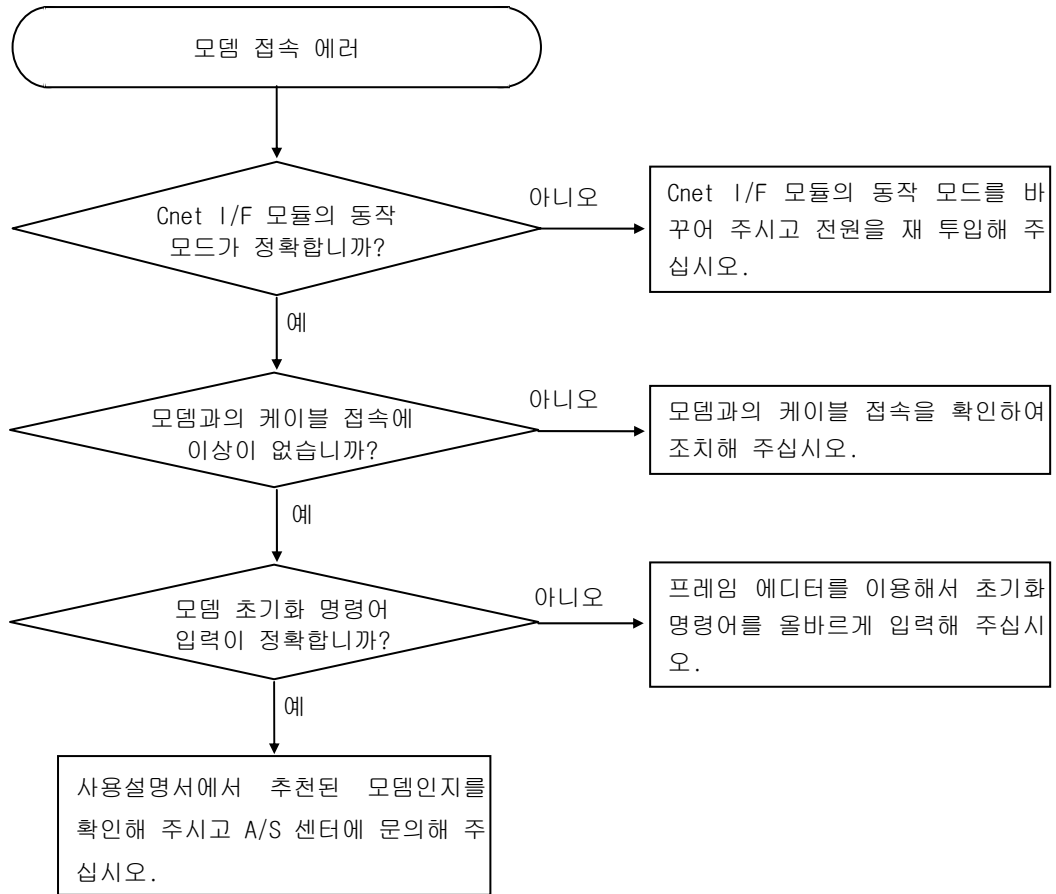 모뎀 접속 에러
Cnet I/F 모듈의 동작
모드가 정확합니까?
아니오
Cnet I/F 모듈의 동작 모드를 바
꾸어 주시고 전원을 재 투입해 주
십시오.
예
모뎀과의 케이블 접속에
이상이 없습니까?
아니오
모뎀과의 케이블 접속을 확인하여
조치해 주십시오.
예
모뎀 초기화 명령어
입력이 정확합니까?
아니오
프레임 에디터를 이용해서 초기화
명령어를 올바르게 입력해 주십시
오.
예
사용설명서에서 추천된 모뎀인지를
확인해 주시고 A/S 센터에 문의해 주
십시오.